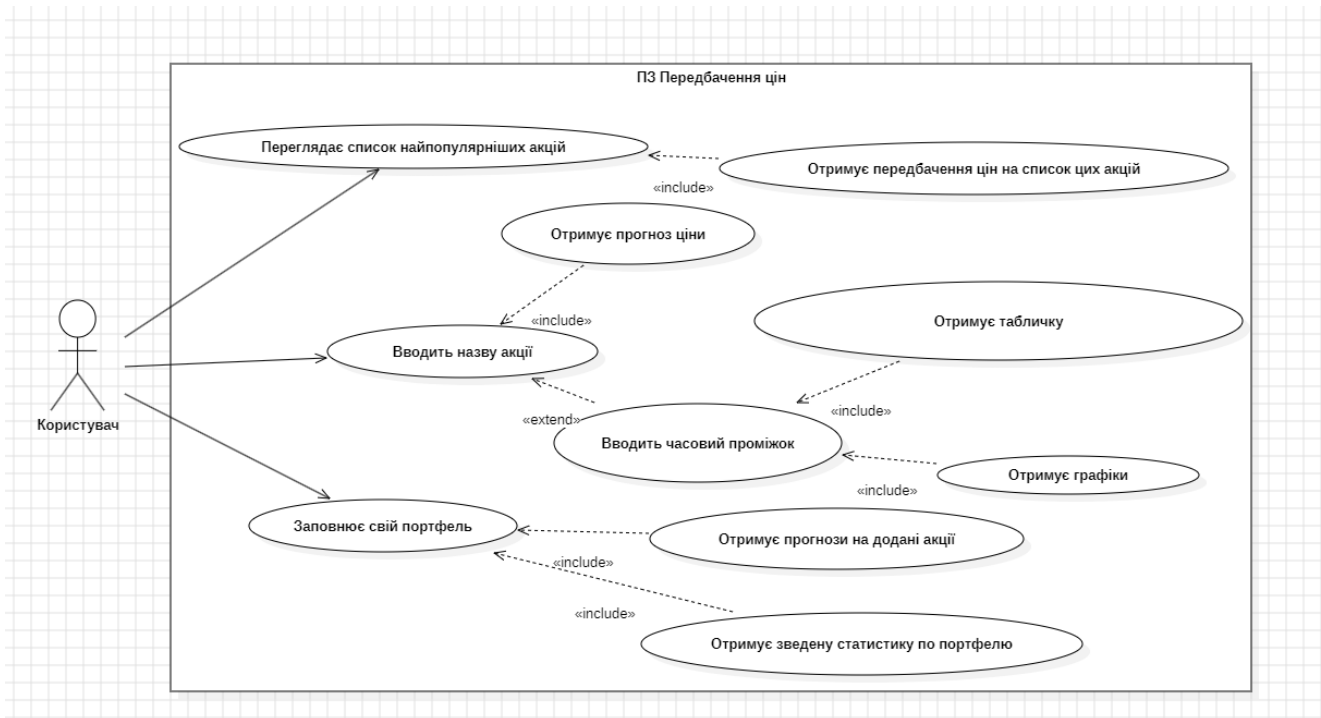 ПЗ Передбачення цін
Переглядає список найпопулярніших акцій
Отримує передбачення цін на список цих акцій
«include»
Отримує прогноз ціни
«include»
Отримує табличку
Вводить назву акції
«extend»
«include»
Користувач
Вводить часовий проміжок
Отримує графіки
«include»
Заповнює свій портфель
Отримує прогнози на додані акції
«include»
«include»
Отримує зведену статистику по портфелю